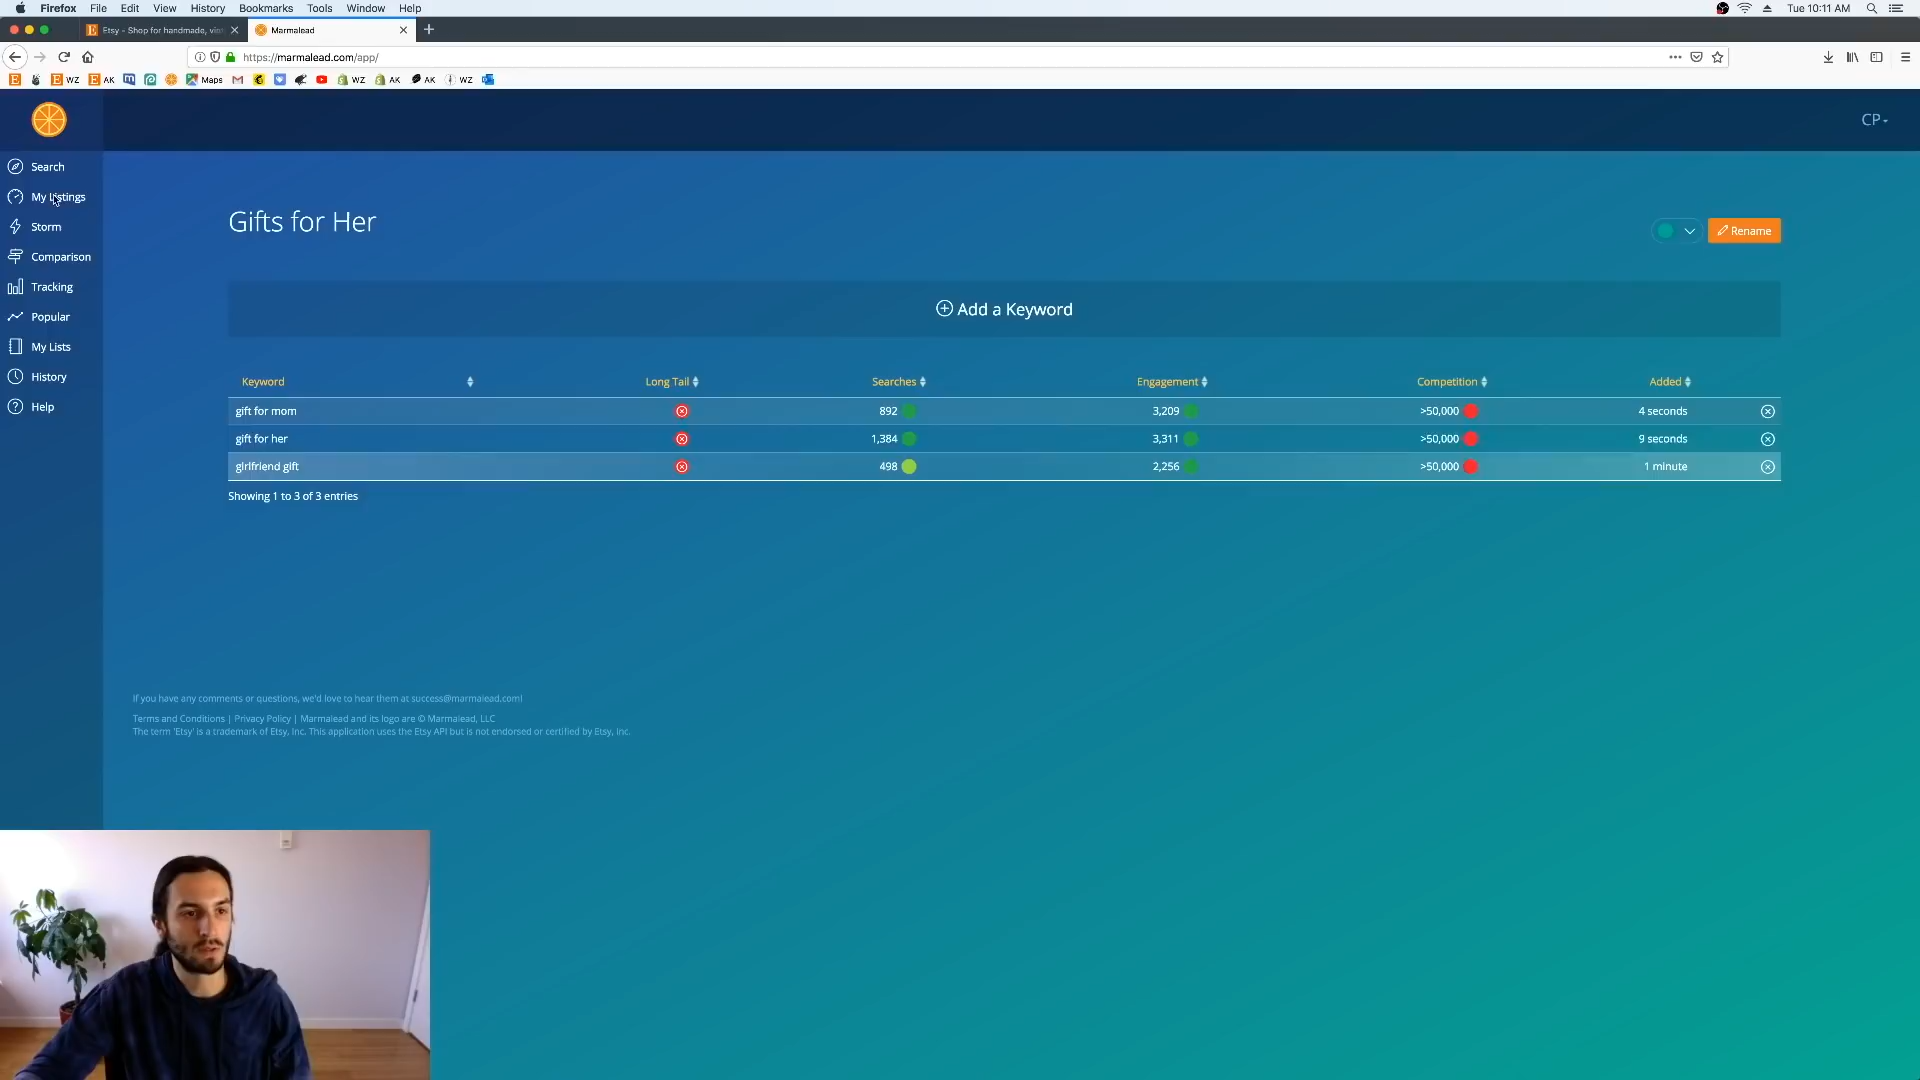 Firefox File Edit View History Bookmarks Tools Window Help Tue 10:11 AM
Etsy - Shop for handmade, vin
Marmalead
https://marmalead.com/app/
WZ AK Maps WZ AK AK WZ
CP
Search
My Listings
Storm
Comparison
Tracking
Popular
My Lists
History
Help
Gifts for Her
Rename
Add a Keyword
Keyword Long Tail Searches Engagement Competition Added
gift for mom 892 3,209 >50,000 4 seconds
gift for her 1,384 3,311 >50,000 9 seconds
girlfriend gift 498 2,256 >50,000 1 minute
Showing 1 to 3 of 3 entries
If you have any comments or questions, we'd love to hear them at success@marmalead.com!
Terms and Conditions | Privacy Policy | Marmalead and its logo are © Marmalead, LLC
The term 'Etsy' is a trademark of Etsy, Inc. This application uses the Etsy API but is not endorsed or certified by Etsy, Inc.